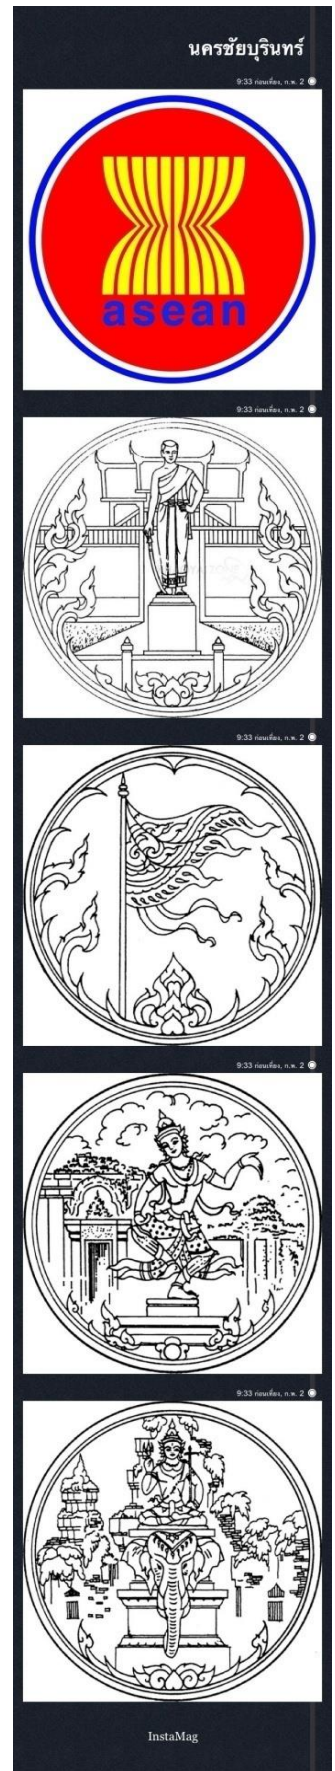 นครชัยบุรินทร์
9:33 ก่อนเที่ยง, ก.พ. 2
asean
9:33 ก่อนเที่ยง, ก.พ. 2
9:33 ก่อนเที่ยง, ก.พ. 2
9:33 ก่อนเที่ยง, ก.พ. 2
9:33 ก่อนเที่ยง, ก.พ. 2
InstaMag